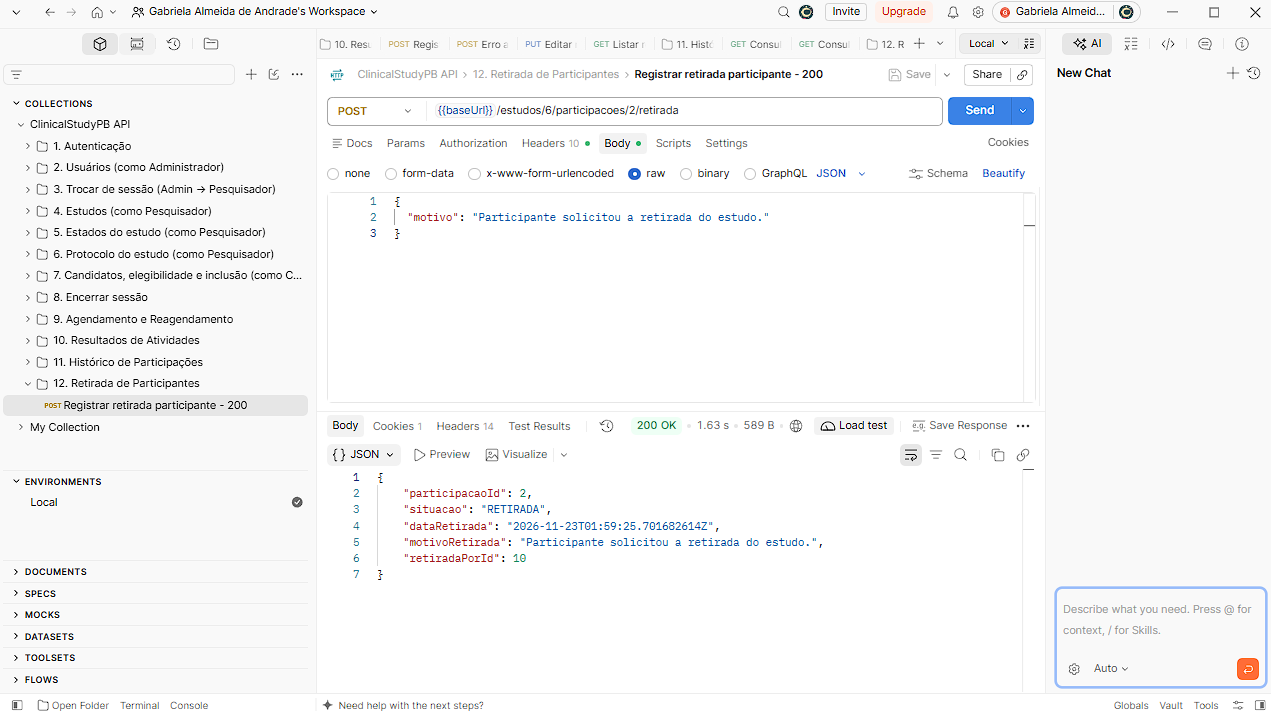 Gabriela Almeida de Andrade's Workspace
Invite
Upgrade
Gabriela Almeid...
10. Resu
POST Regis
POST Erro a
PUT Editar
GET Listar r
11. Histó
GET Consul
GET Consul
12. R
Local
AI
ClinicalStudyPB API > 12. Retirada de Participantes > Registrar retirada participante - 200
Save
Share
New Chat
COLLECTIONS
ClinicalStudyPB API
1. Autenticação
2. Usuários (como Administrador)
3. Trocar de sessão (Admin → Pesquisador)
4. Estudos (como Pesquisador)
5. Estados do estudo (como Pesquisador)
6. Protocolo do estudo (como Pesquisador)
7. Candidatos, elegibilidade e inclusão (como C...
8. Encerrar sessão
9. Agendamento e Reagendamento
10. Resultados de Atividades
11. Histórico de Participações
12. Retirada de Participantes
POST Registrar retirada participante - 200
My Collection
ENVIRONMENTS
Local
DOCUMENTS
SPECS
MOCKS
DATASETS
TOOLSETS
FLOWS
HTTP
POST
{{baseUrl}} /estudos/6/participacoes/2/retirada
Send
Docs
Params
Authorization
Headers 10
Body
Scripts
Settings
Cookies
none
form-data
x-www-form-urlencoded
raw
binary
GraphQL
JSON
Schema
Beautify
1 {
2 "motivo": "Participante solicitou a retirada do estudo."
3 }
Body
Cookies 1
Headers 14
Test Results
200 OK • 1.63 s • 589 B
Load test
e.g. Save Response
{ } JSON
Preview
Visualize
1 {
2 "participacaoId": 2,
3 "situacao": "RETIRADA",
4 "dataRetirada": "2026-11-23T01:59:25.701682614Z",
5 "motivoRetirada": "Participante solicitou a retirada do estudo.",
6 "retiradaPorId": 10
7 }
Describe what you need. Press @ for
context, / for Skills.
Auto
Open Folder
Terminal
Console
Need help with the next steps?
Globals
Vault
Tools